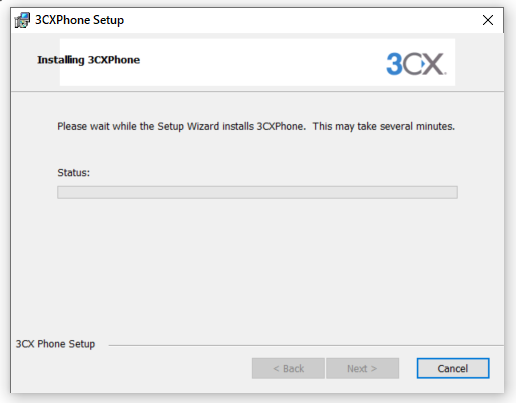 3CXPhone Setup
Installing 3CXPhone
3CX.
Please wait while the Setup Wizard installs 3CXPhone.  This may take several minutes.
Status:
3CX Phone Setup
< Back
Next >
Cancel